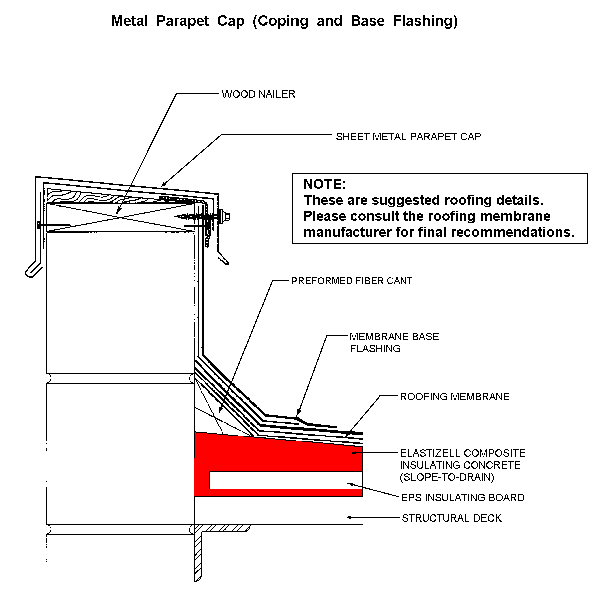 Metal Parapet Cap (Coping and Base Flashing)
WOOD NAILER
SHEET METAL PARAPET CAP
NOTE:
These are suggested roofing details.
Please consult the roofing membrane
manufacturer for final recommendations.
PREFORMED FIBER CANT
MEMBRANE BASE
FLASHING
ROOFING MEMBRANE
ELASTIZELL COMPOSITE
INSULATING CONCRETE
(SLOPE-TO-DRAIN)
EPS INSULATING BOARD
STRUCTURAL DECK